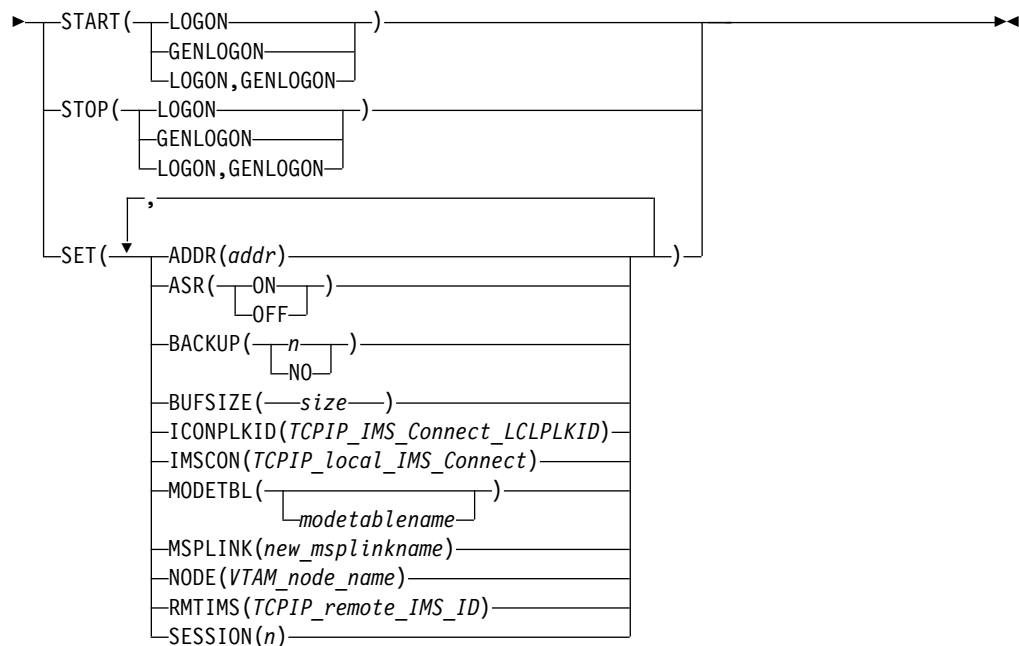 START( LOGON )
GENLOGON
LOGON,GENLOGON
STOP( LOGON )
GENLOGON
LOGON,GENLOGON
,
SET( ADDR(addr) )
ASR( ON )
OFF
BACKUP( n )
NO
BUFSIZE( size )
ICONPLKID(TCPIP_IMS_Connect_LCLPLKID)
IMSCON(TCPIP_local_IMS_Connect)
MODETBL( )
modetablename
MSPLINK(new_msplinkname)
NODE(VTAM_node_name)
RMTIMS(TCPIP_remote_IMS_ID)
SESSION(n)